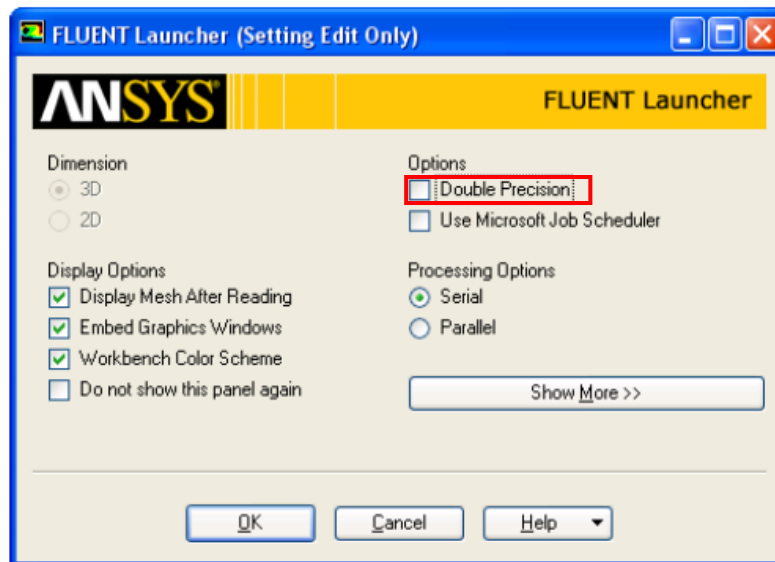 FLUENT Launcher (Setting Edit Only)
ANSYS
FLUENT Launcher
Dimension
3D
2D
Options
Double Precision
Use Microsoft Job Scheduler
Display Options
Display Mesh After Reading
Embed Graphics Windows
Workbench Color Scheme
Do not show this panel again
Processing Options
Serial
Parallel
Show More >>
OK
Cancel
Help